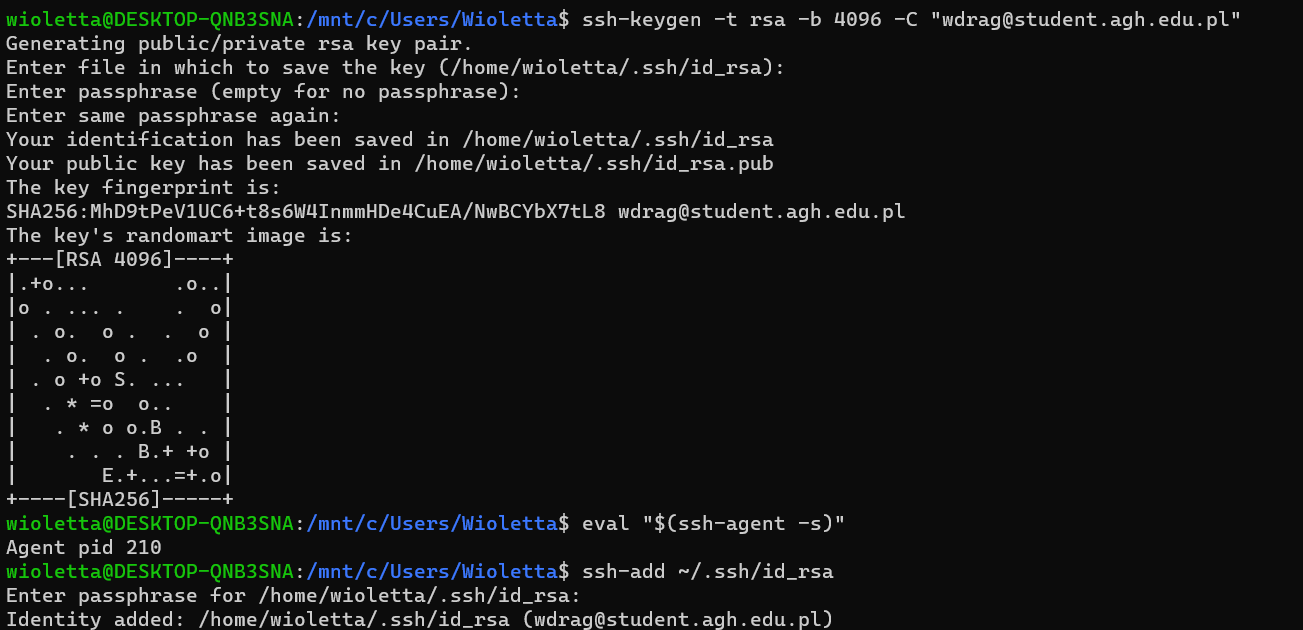 wioletta@DESKTOP-QNB3SNA:/mnt/c/Users/Wioletta$ ssh-keygen -t rsa -b 4096 -C "wdrag@student.agh.edu.pl"
Generating public/private rsa key pair.
Enter file in which to save the key (/home/wioletta/.ssh/id_rsa):
Enter passphrase (empty for no passphrase):
Enter same passphrase again:
Your identification has been saved in /home/wioletta/.ssh/id_rsa
Your public key has been saved in /home/wioletta/.ssh/id_rsa.pub
The key fingerprint is:
SHA256:MhD9tPeV1UC6+t8s6W4InmmHDe4CuEA/NwBCYbX7tL8 wdrag@student.agh.edu.pl
The key's randomart image is:
+---[RSA 4096]----+
|.+o...       .o..|
|o . ... .    .  o|
| . o.  o .  .  o |
|  . o.  o .  .o  |
| . o +o S. ...   |
|  . * =o  o..    |
|   . * o o.B . . |
|    . . . B.+ +o |
|       E.+...=+.o|
+----[SHA256]-----+
wioletta@DESKTOP-QNB3SNA:/mnt/c/Users/Wioletta$ eval "$(ssh-agent -s)"
Agent pid 210
wioletta@DESKTOP-QNB3SNA:/mnt/c/Users/Wioletta$ ssh-add ~/.ssh/id_rsa
Enter passphrase for /home/wioletta/.ssh/id_rsa:
Identity added: /home/wioletta/.ssh/id_rsa (wdrag@student.agh.edu.pl)